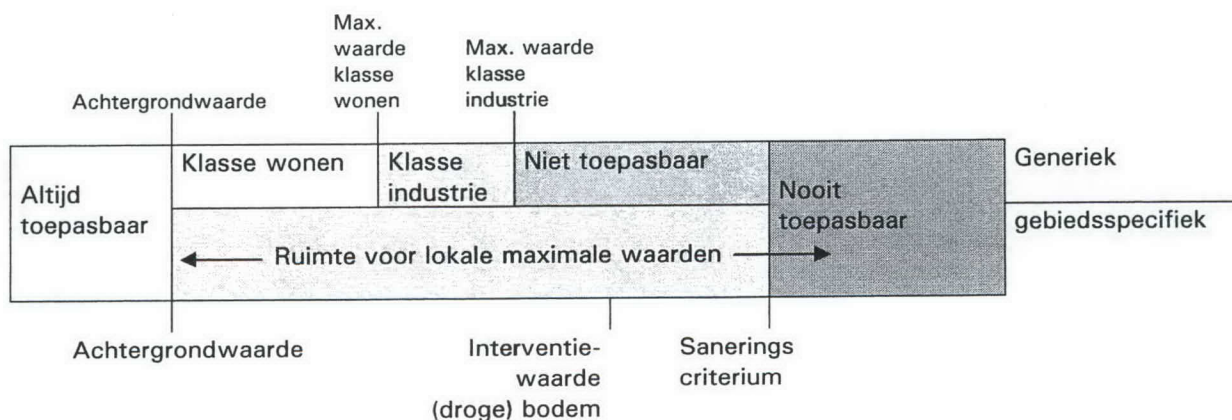 Max.
waarde
klasse
wonen
Max. waarde
klasse
industrie
Achtergrondwaarde
Klasse wonen
Klasse
industrie
Niet toepasbaar
Generiek
Altijd
toepasbaar
Nooit
toepasbaar
gebiedsspecifiek
Ruimte voor lokale maximale waarden
Achtergrondwaarde
Interventie-
waarde
(droge) bodem
Sanerings
criterium